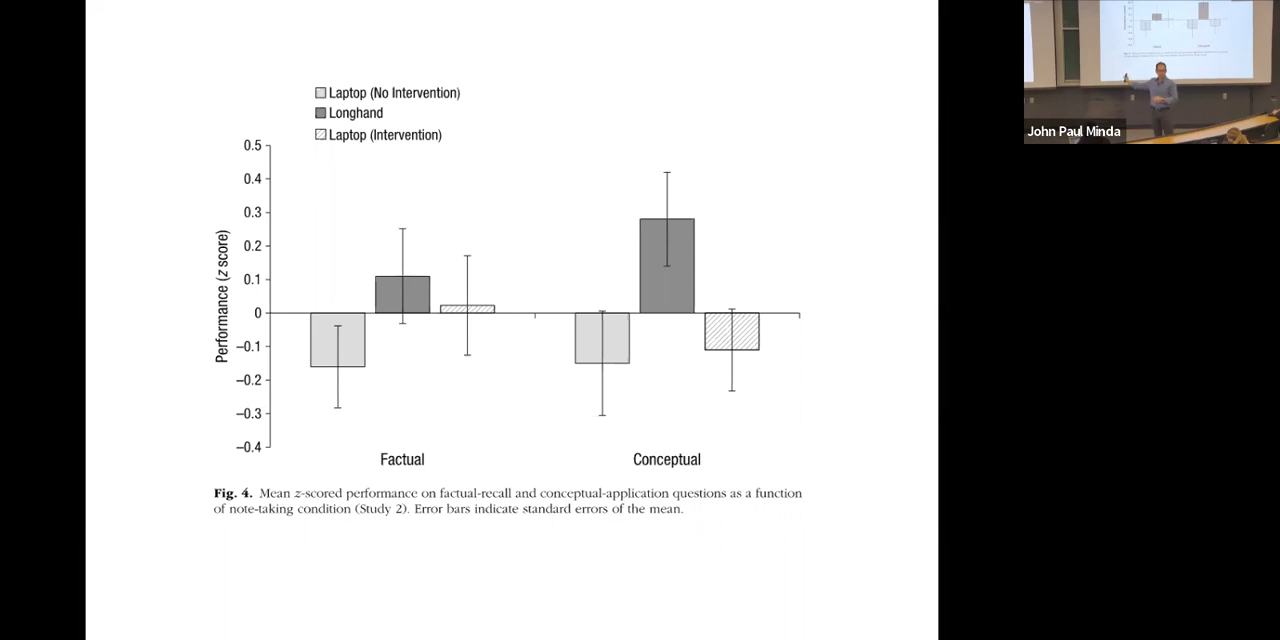 Laptop (No Intervention)
Longhand
Laptop (Intervention)
0.5
0.4
0.3
0.2
0.1
0
–0.1
–0.2
–0.3
–0.4
Performance (z score)
Factual
Conceptual
Fig. 4. Mean z-scored performance on factual-recall and conceptual-application questions as a function
of note-taking condition (Study 2). Error bars indicate standard errors of the mean.
John Paul Minda